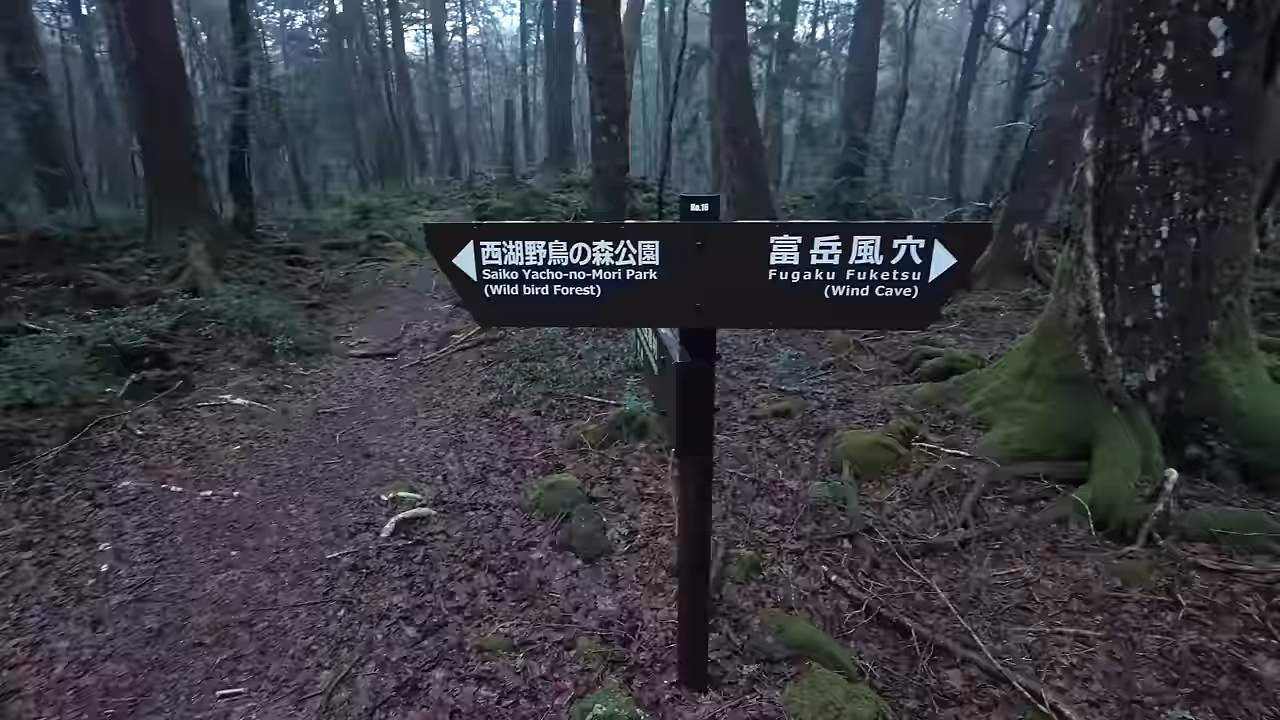 No.16
西湖野鳥の森公園
Saiko Yacho-no-Mori Park
(Wild bird Forest)
富岳風穴
Fugaku Fuketsu
(Wind Cave)